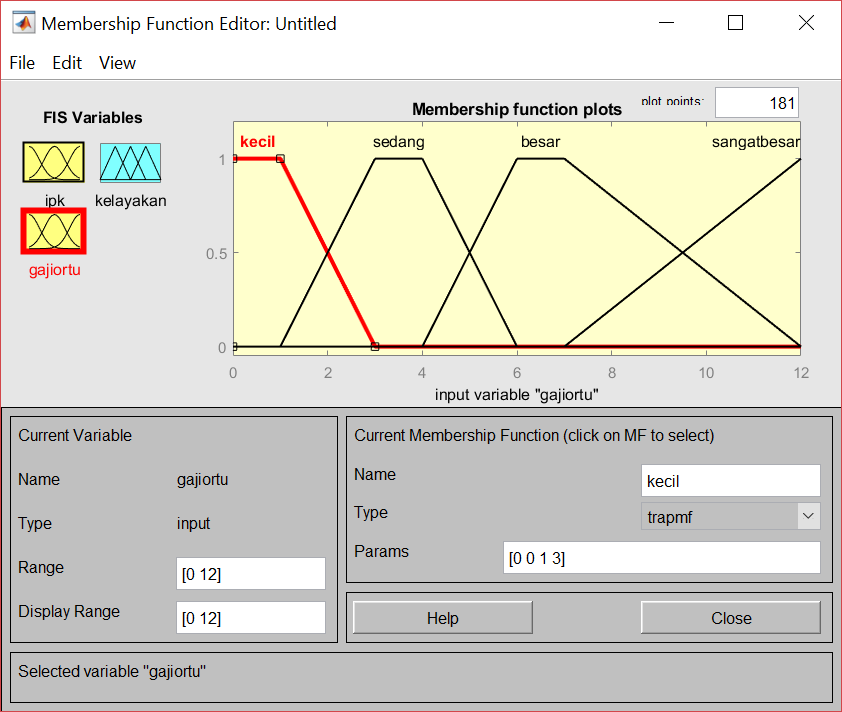 Membership Function Editor: Untitled
File Edit View
FIS Variables
ipk
kelayakan
gajiortu
Membership function plots
plot points:
181
kecil sedang besar sangatbesar
1
0.5
0
0 2 4 6 8 10 12
input variable "gajiortu"
Current Variable
Name gajiortu
Type input
Range [0 12]
Display Range [0 12]
Current Membership Function (click on MF to select)
Name kecil
Type trapmf
Params [0 0 1 3]
Help Close
Selected variable "gajiortu"